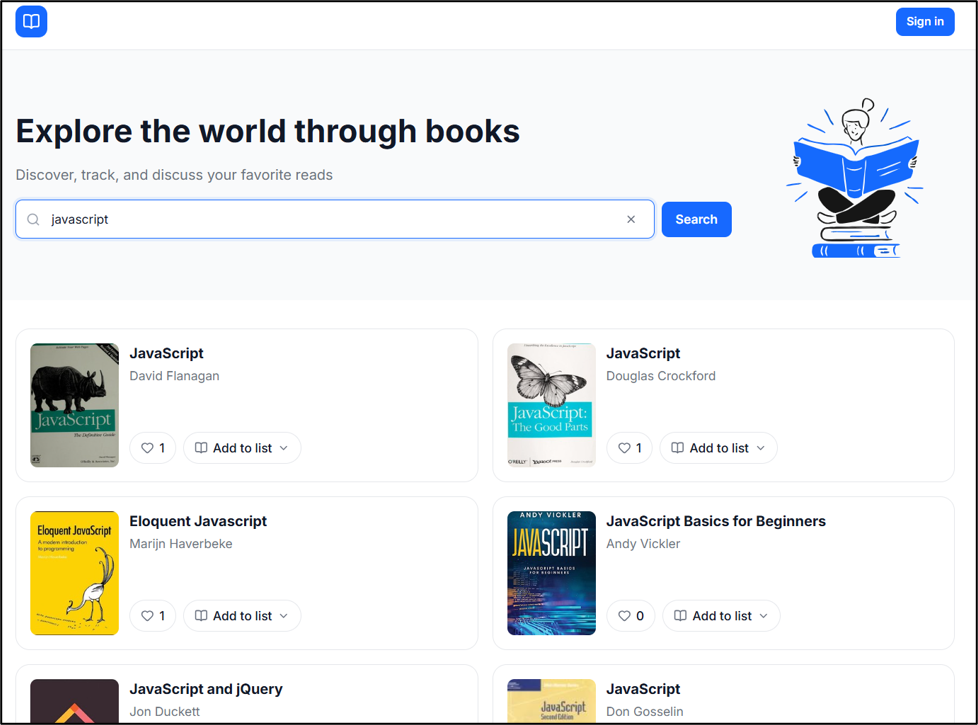 Sign in
Explore the world through books
Discover, track, and discuss your favorite reads
javascript
Search
JavaScript
The Definitive Guide
JavaScript
David Flanagan
1
Add to list
JavaScript:
The Good Parts
O'REILLY
YAHOO! PRESS
JavaScript
Douglas Crockford
1
Add to list
Eloquent JavaScript
A modern introduction
to programming
Eloquent Javascript
Marijn Haverbeke
1
Add to list
ANDY VICKLER
JAVASCRIPT
JAVASCRIPT BASICS
FOR BEGINNERS
JavaScript Basics for Beginners
Andy Vickler
0
Add to list
JavaScript and jQuery
Jon Duckett
JavaScript
Second Edition
JavaScript
Don Gosselin